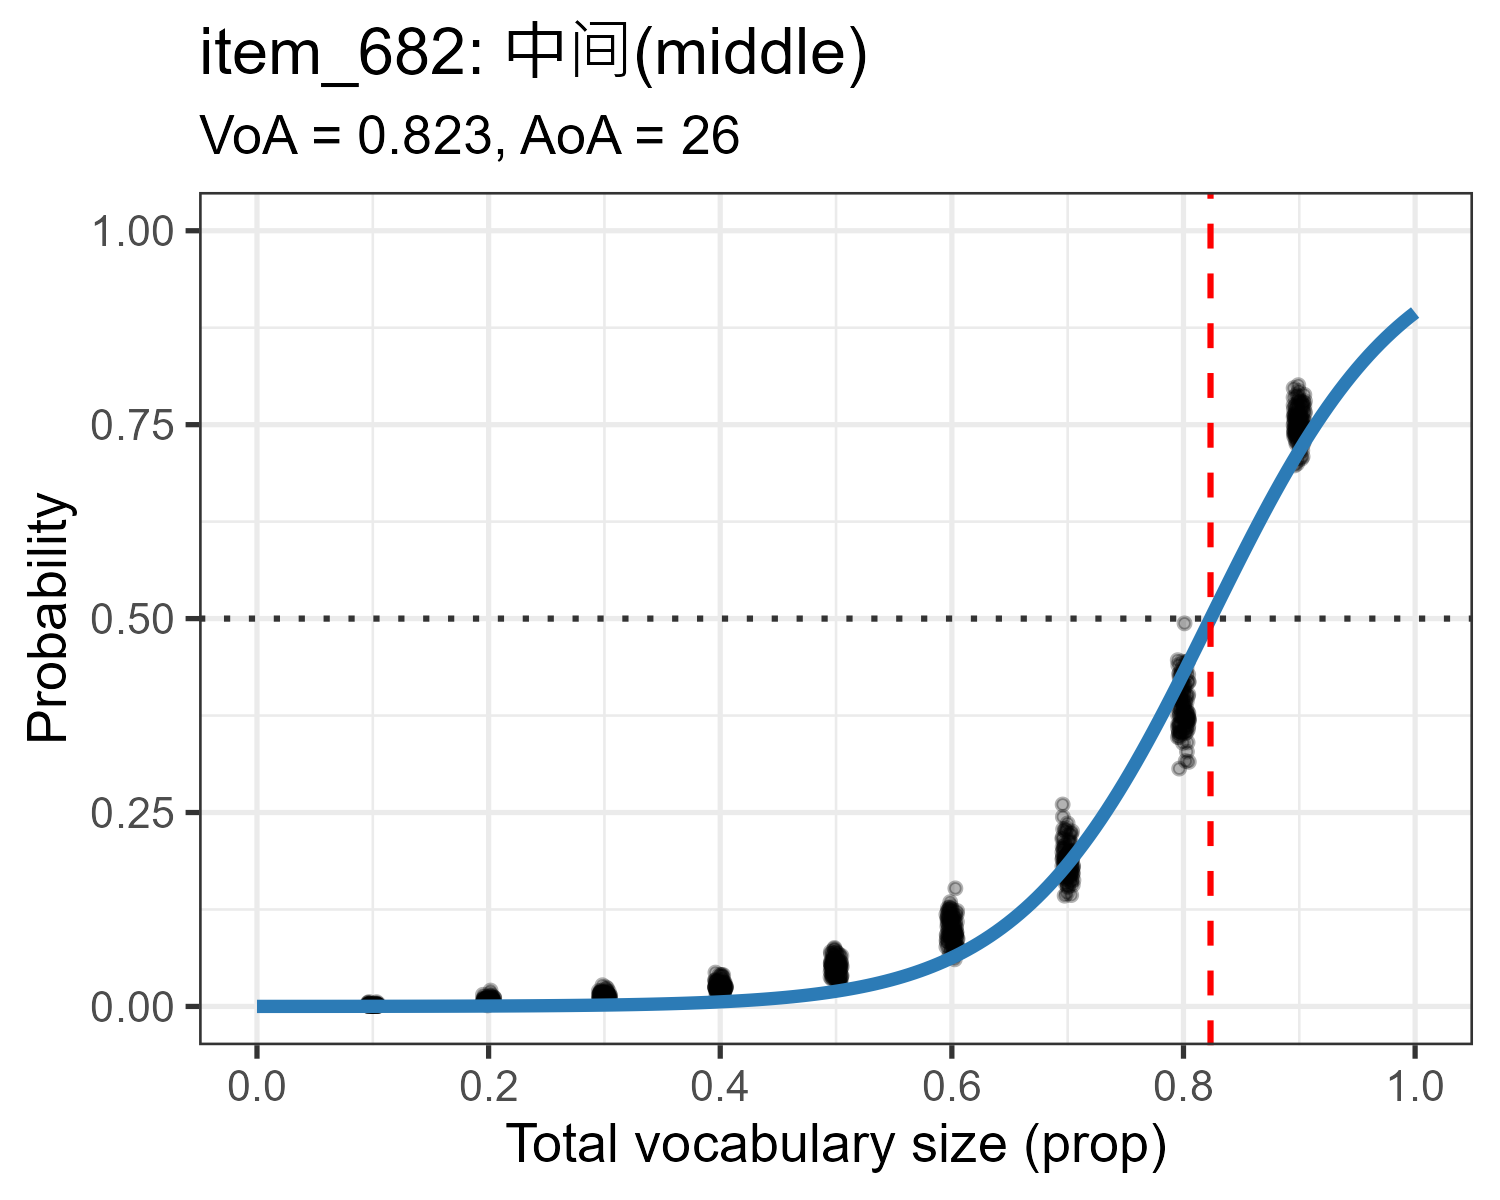 item_682: 中间(middle)
VoA = 0.823, AoA = 26
Probability
1.00
0.75
0.50
0.25
0.00
0.0 0.2 0.4 0.6 0.8 1.0
Total vocabulary size (prop)